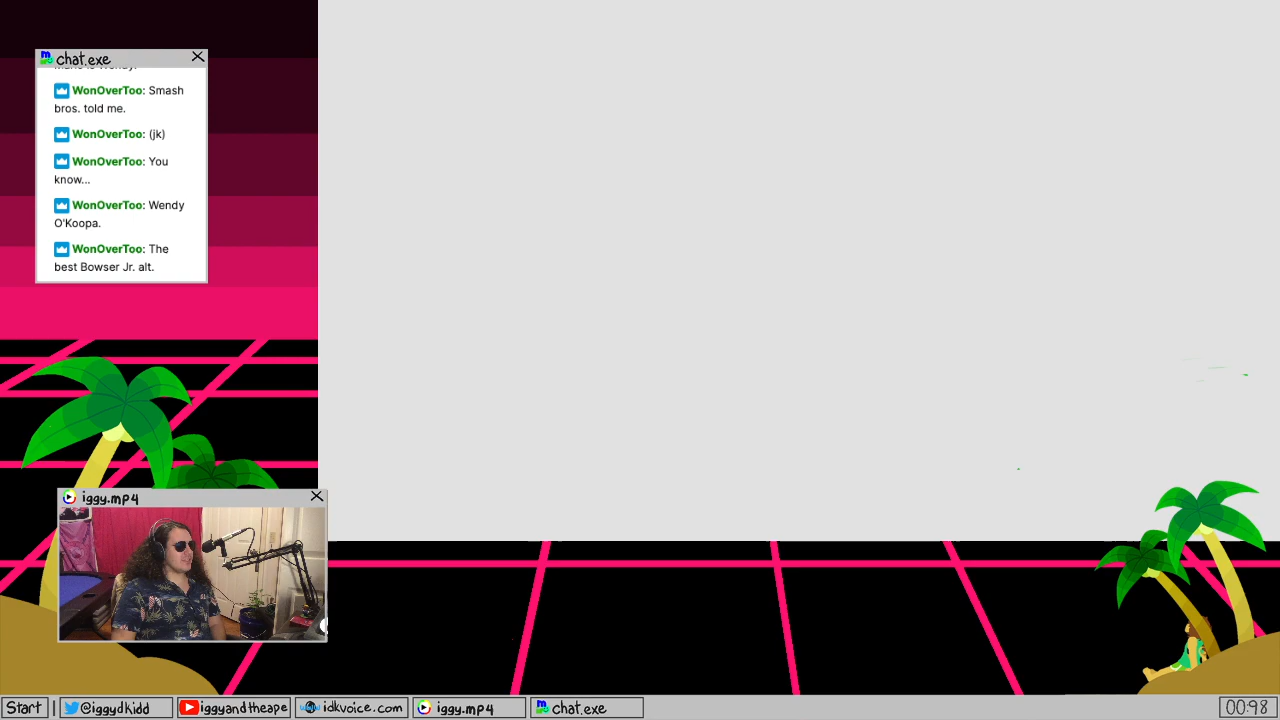 chat.exe
WonOverToo: Smash
bros. told me.
WonOverToo: (jk)
WonOverToo: You
know...
WonOverToo: Wendy
O'Koopa.
WonOverToo: The
best Bowser Jr. alt.
iggy.mp4
Start | @iggydkidd iggyandtheape idkvoice.com iggy.mp4 chat.exe 00:98